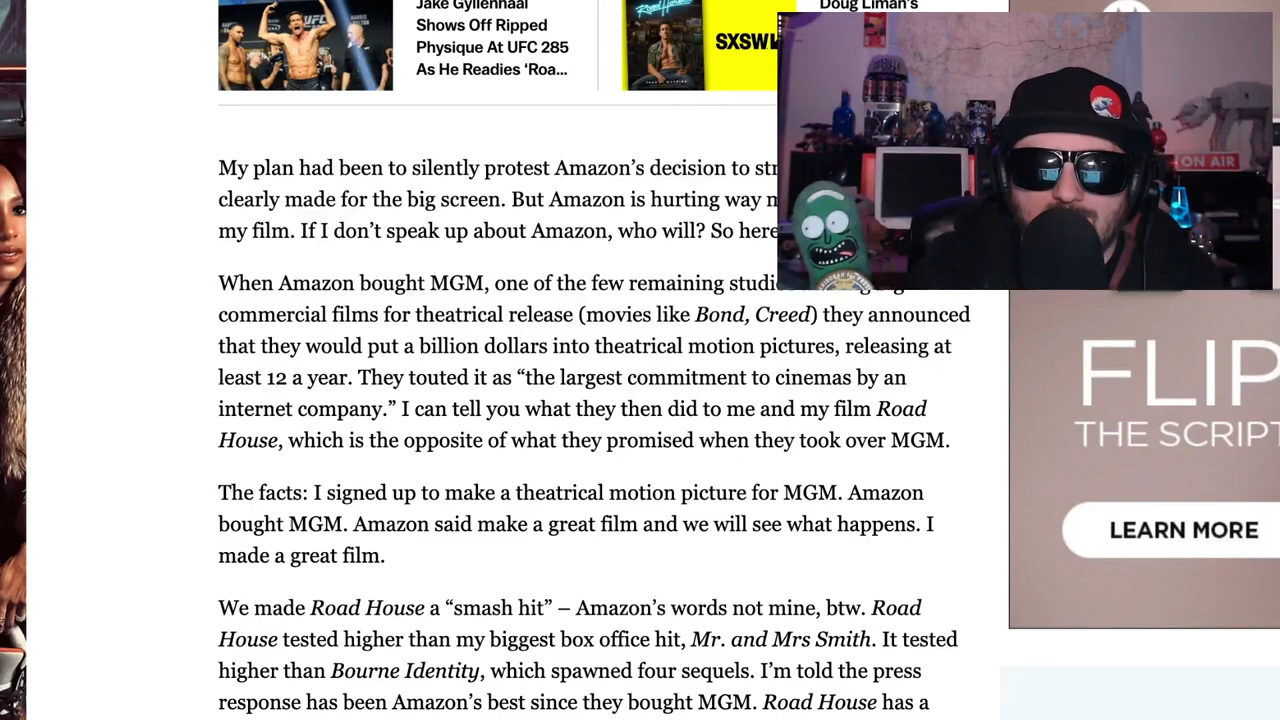 Jake Gyllenhaal
Shows Off Ripped
Physique At UFC 285
As He Readies ‘Roa...
UFC
Road House
SXSW
Doug Liman’s
ON AIR
My plan had been to silently protest Amazon’s decision to
clearly made for the big screen. But Amazon is hurting way
my film. If I don’t speak up about Amazon, who will? So here
When Amazon bought MGM, one of the few remaining
commercial films for theatrical release (movies like Bond, Creed) they announced
that they would put a billion dollars into theatrical motion pictures, releasing at
least 12 a year. They touted it as “the largest commitment to cinemas by an
internet company.” I can tell you what they then did to me and my film Road
House, which is the opposite of what they promised when they took over MGM.
The facts: I signed up to make a theatrical motion picture for MGM. Amazon
bought MGM. Amazon said make a great film and we will see what happens. I
made a great film.
We made Road House a “smash hit” – Amazon’s words not mine, btw. Road
House tested higher than my biggest box office hit, Mr. and Mrs Smith. It tested
higher than Bourne Identity, which spawned four sequels. I’m told the press
response has been Amazon’s best since they bought MGM. Road House has a
FLIP
THE SCRIPT
LEARN MORE